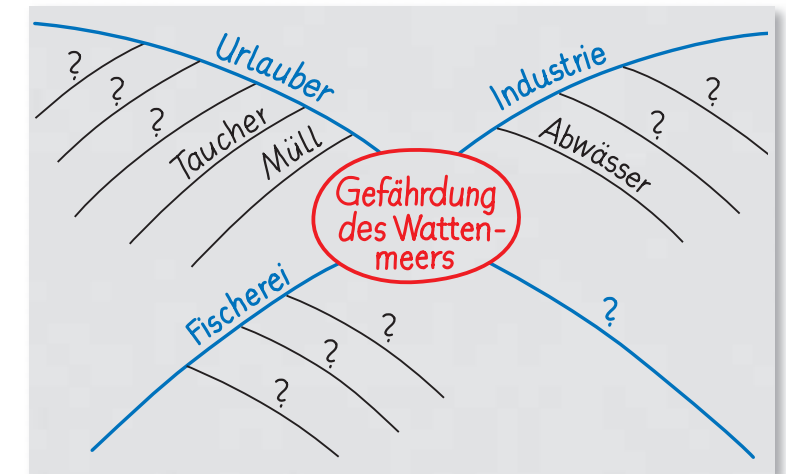 Urlauber
?
?
?
Taucher
Müll
Industrie
?
?
Abwässer
Gefährdung
des Watten-
meers
Fischerei
?
?
?
?